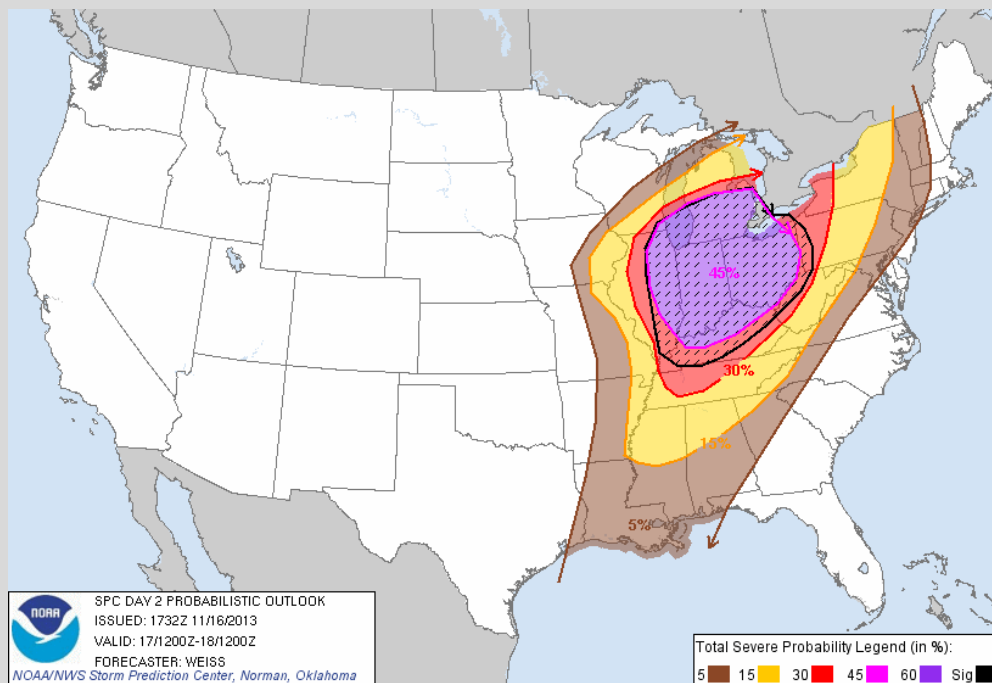 45%
30%
15%
5%
NOAA
SPC DAY 2 PROBABILISTIC OUTLOOK
ISSUED: 1732Z 11/16/2013
VALID: 17/1200Z-18/1200Z
FORECASTER: WEISS
NOAA/NWS Storm Prediction Center, Norman, Oklahoma
Total Severe Probability Legend (in %):
5 15 30 45 60 Sig